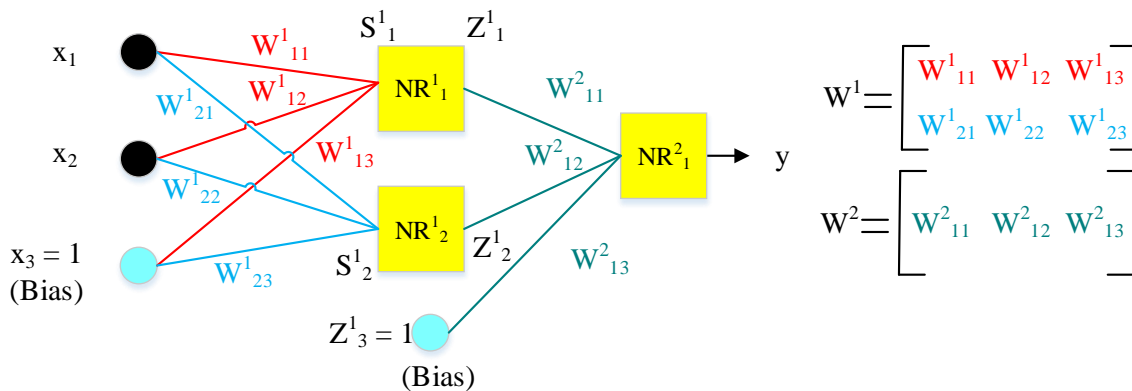 x₁
x₂
x₃ = 1
(Bias)
W¹₁₁
W¹₁₂
W¹₂₁
W¹₁₃
W¹₂₂
W¹₂₃
S¹₁
Z¹₁
NR¹₁
NR¹₂
S¹₂
Z¹₂
Z¹₃ = 1
(Bias)
W²₁₁
W²₁₂
W²₁₃
NR²₁
y
W¹ = [W¹₁₁ W¹₁₂ W¹₁₃
W¹₂₁ W¹₂₂ W¹₂₃]
W² = [W²₁₁ W²₁₂ W²₁₃]